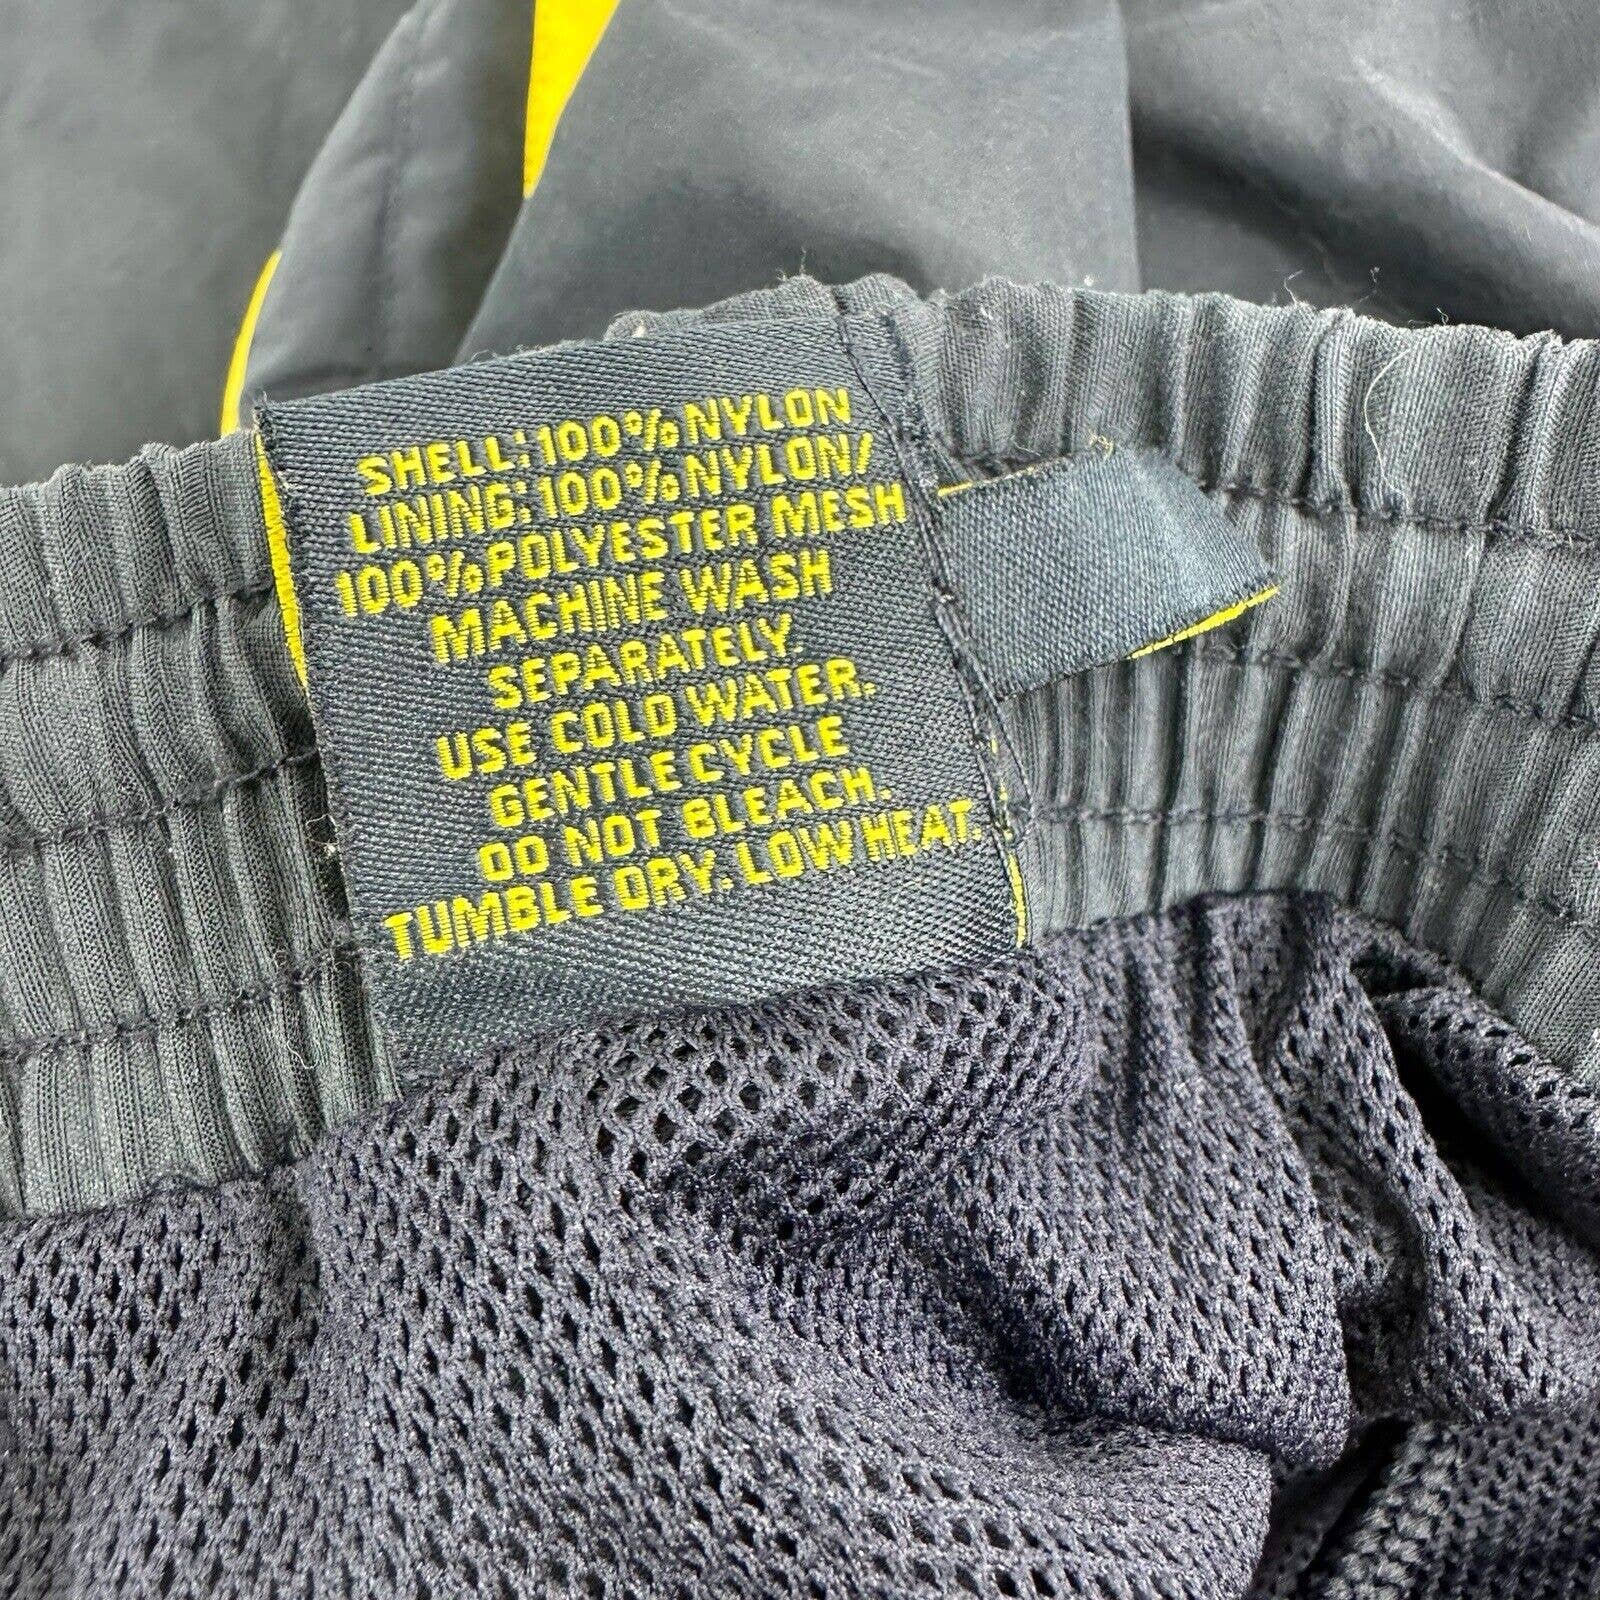 SHELL: 100% NYLON
LINING: 100% NYLON/
100% POLYESTER MESH
MACHINE WASH
SEPARATELY.
USE COLD WATER.
GENTLE CYCLE
DO NOT BLEACH.
TUMBLE DRY. LOW HEAT.